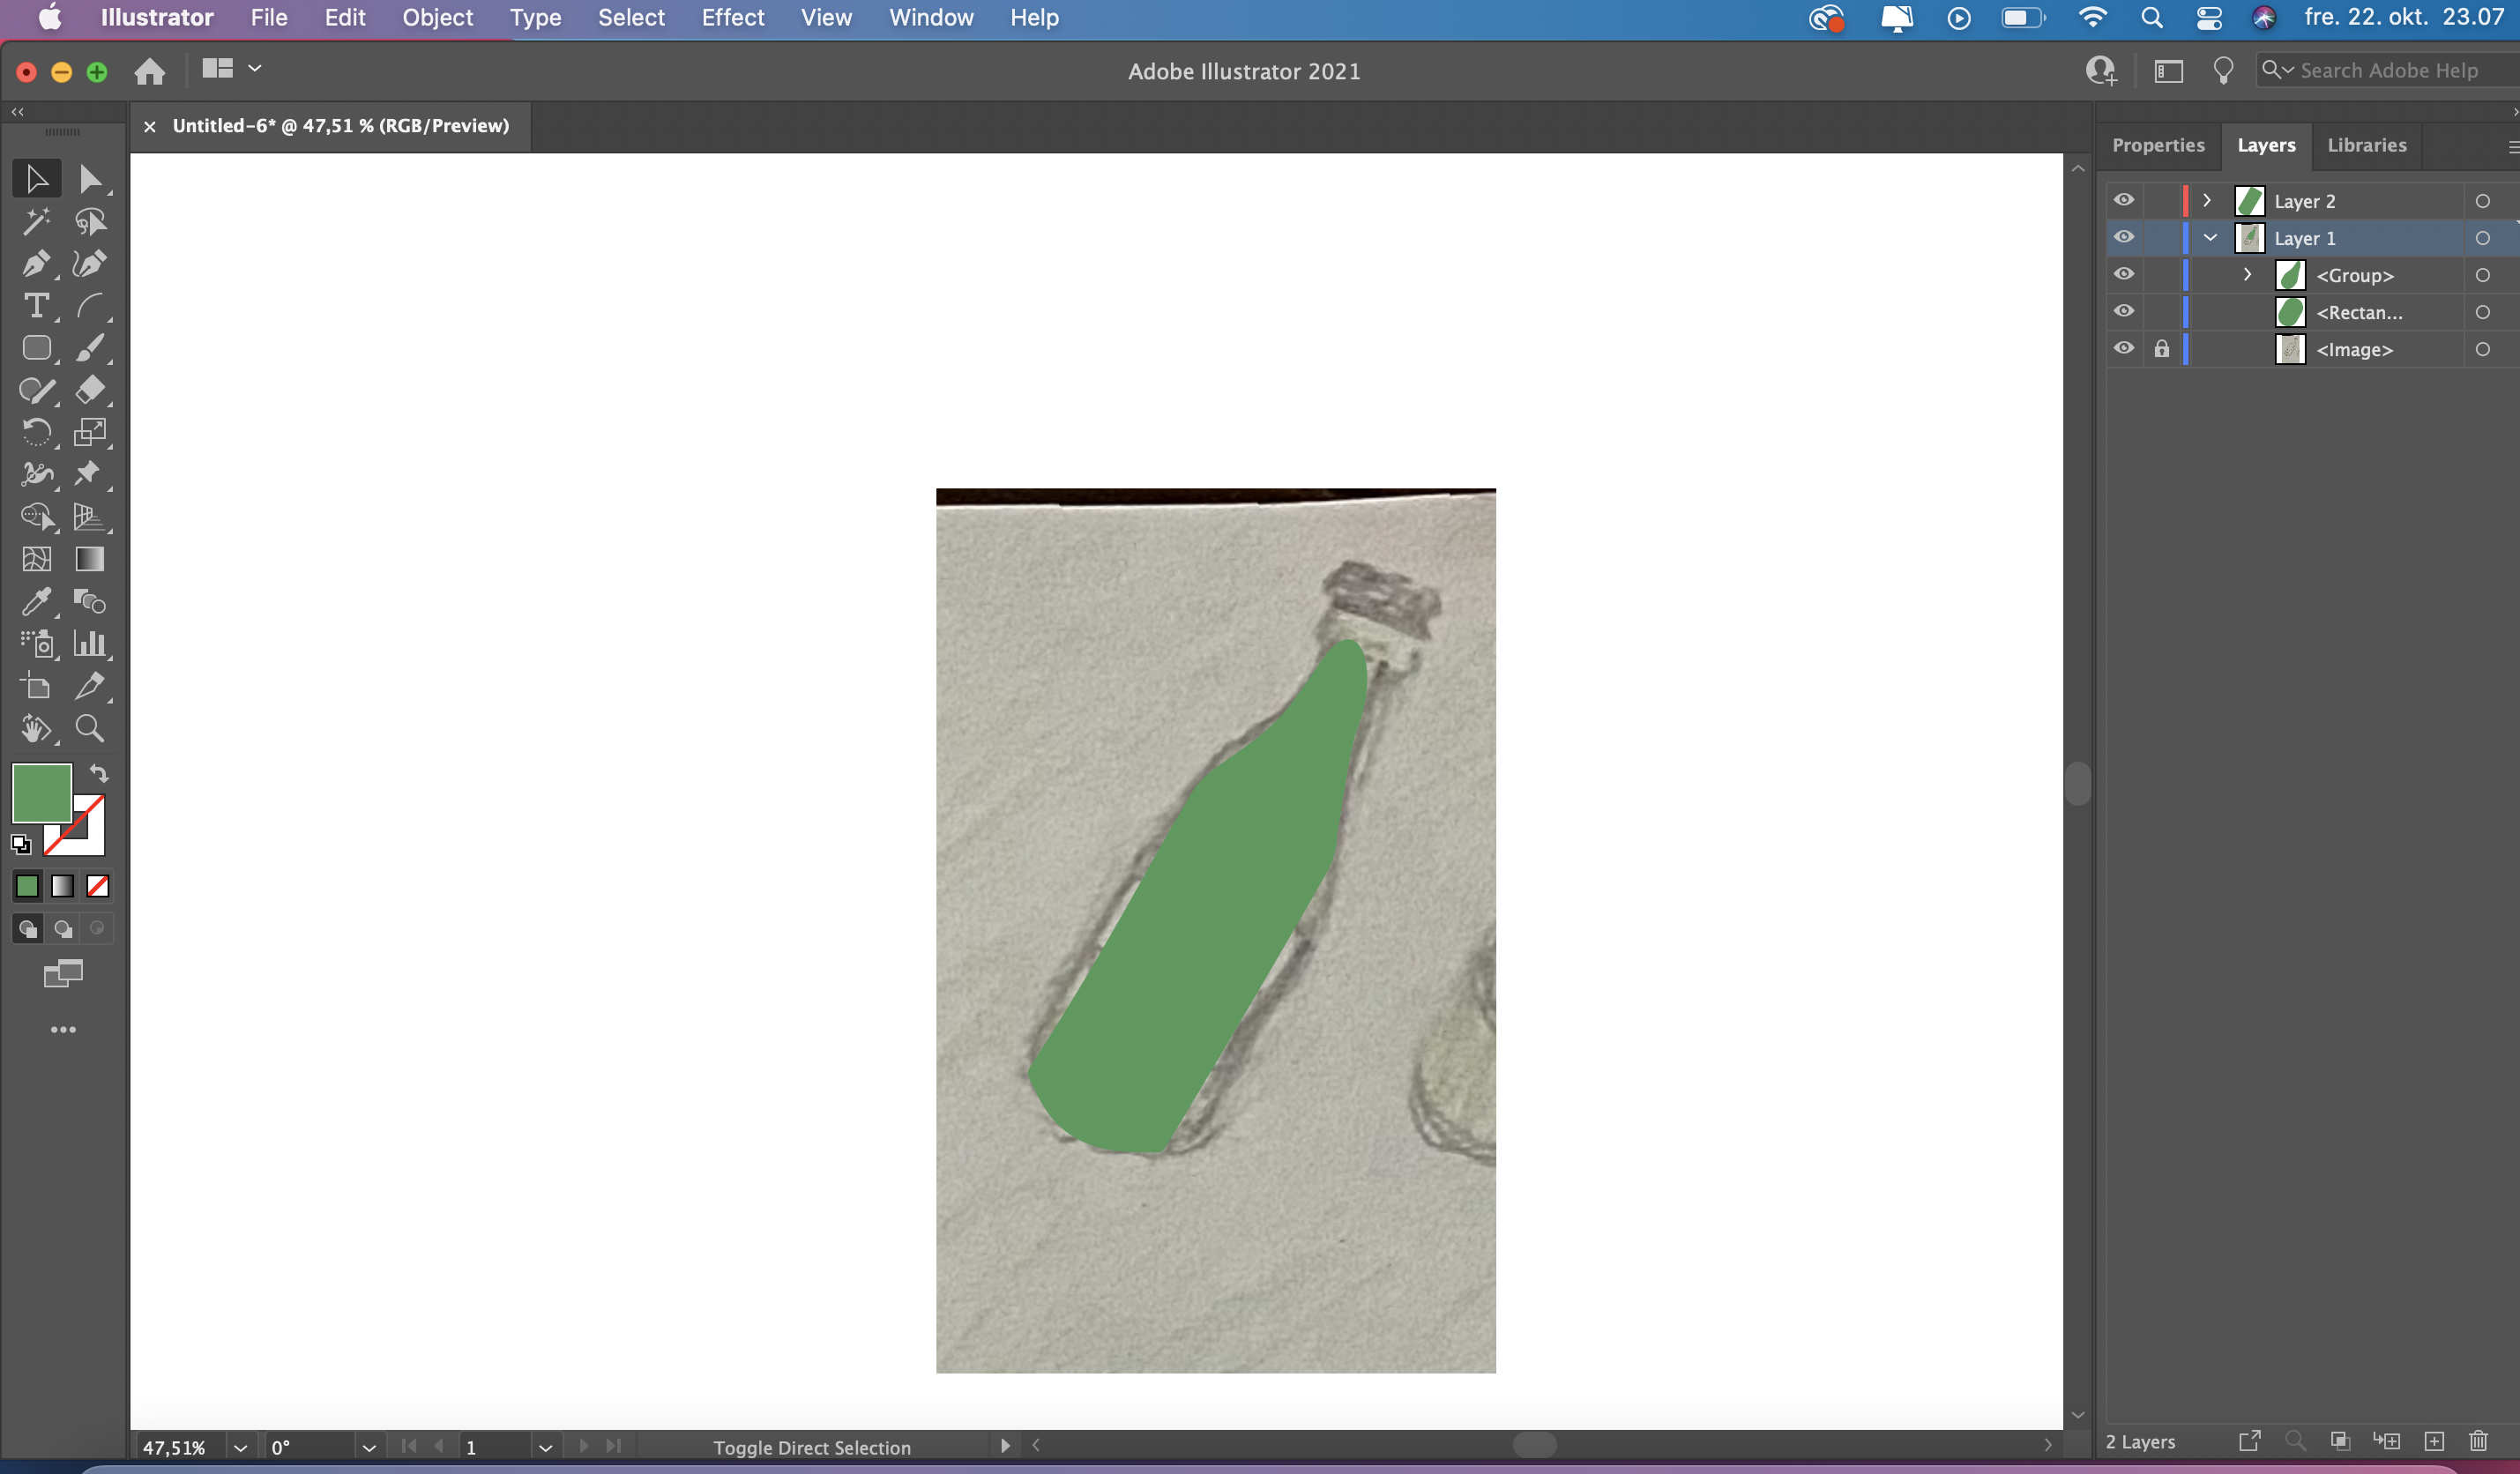 Illustrator File Edit Object Type Select Effect View Window Help fre. 22. okt. 23.07
Adobe Illustrator 2021 Search Adobe Help
Untitled-6* @ 47,51 % (RGB/Preview)
Properties Layers Libraries
Layer 2
Layer 1
<Group>
<Rectan...
<Image>
47,51% 0° 1 Toggle Direct Selection
2 Layers